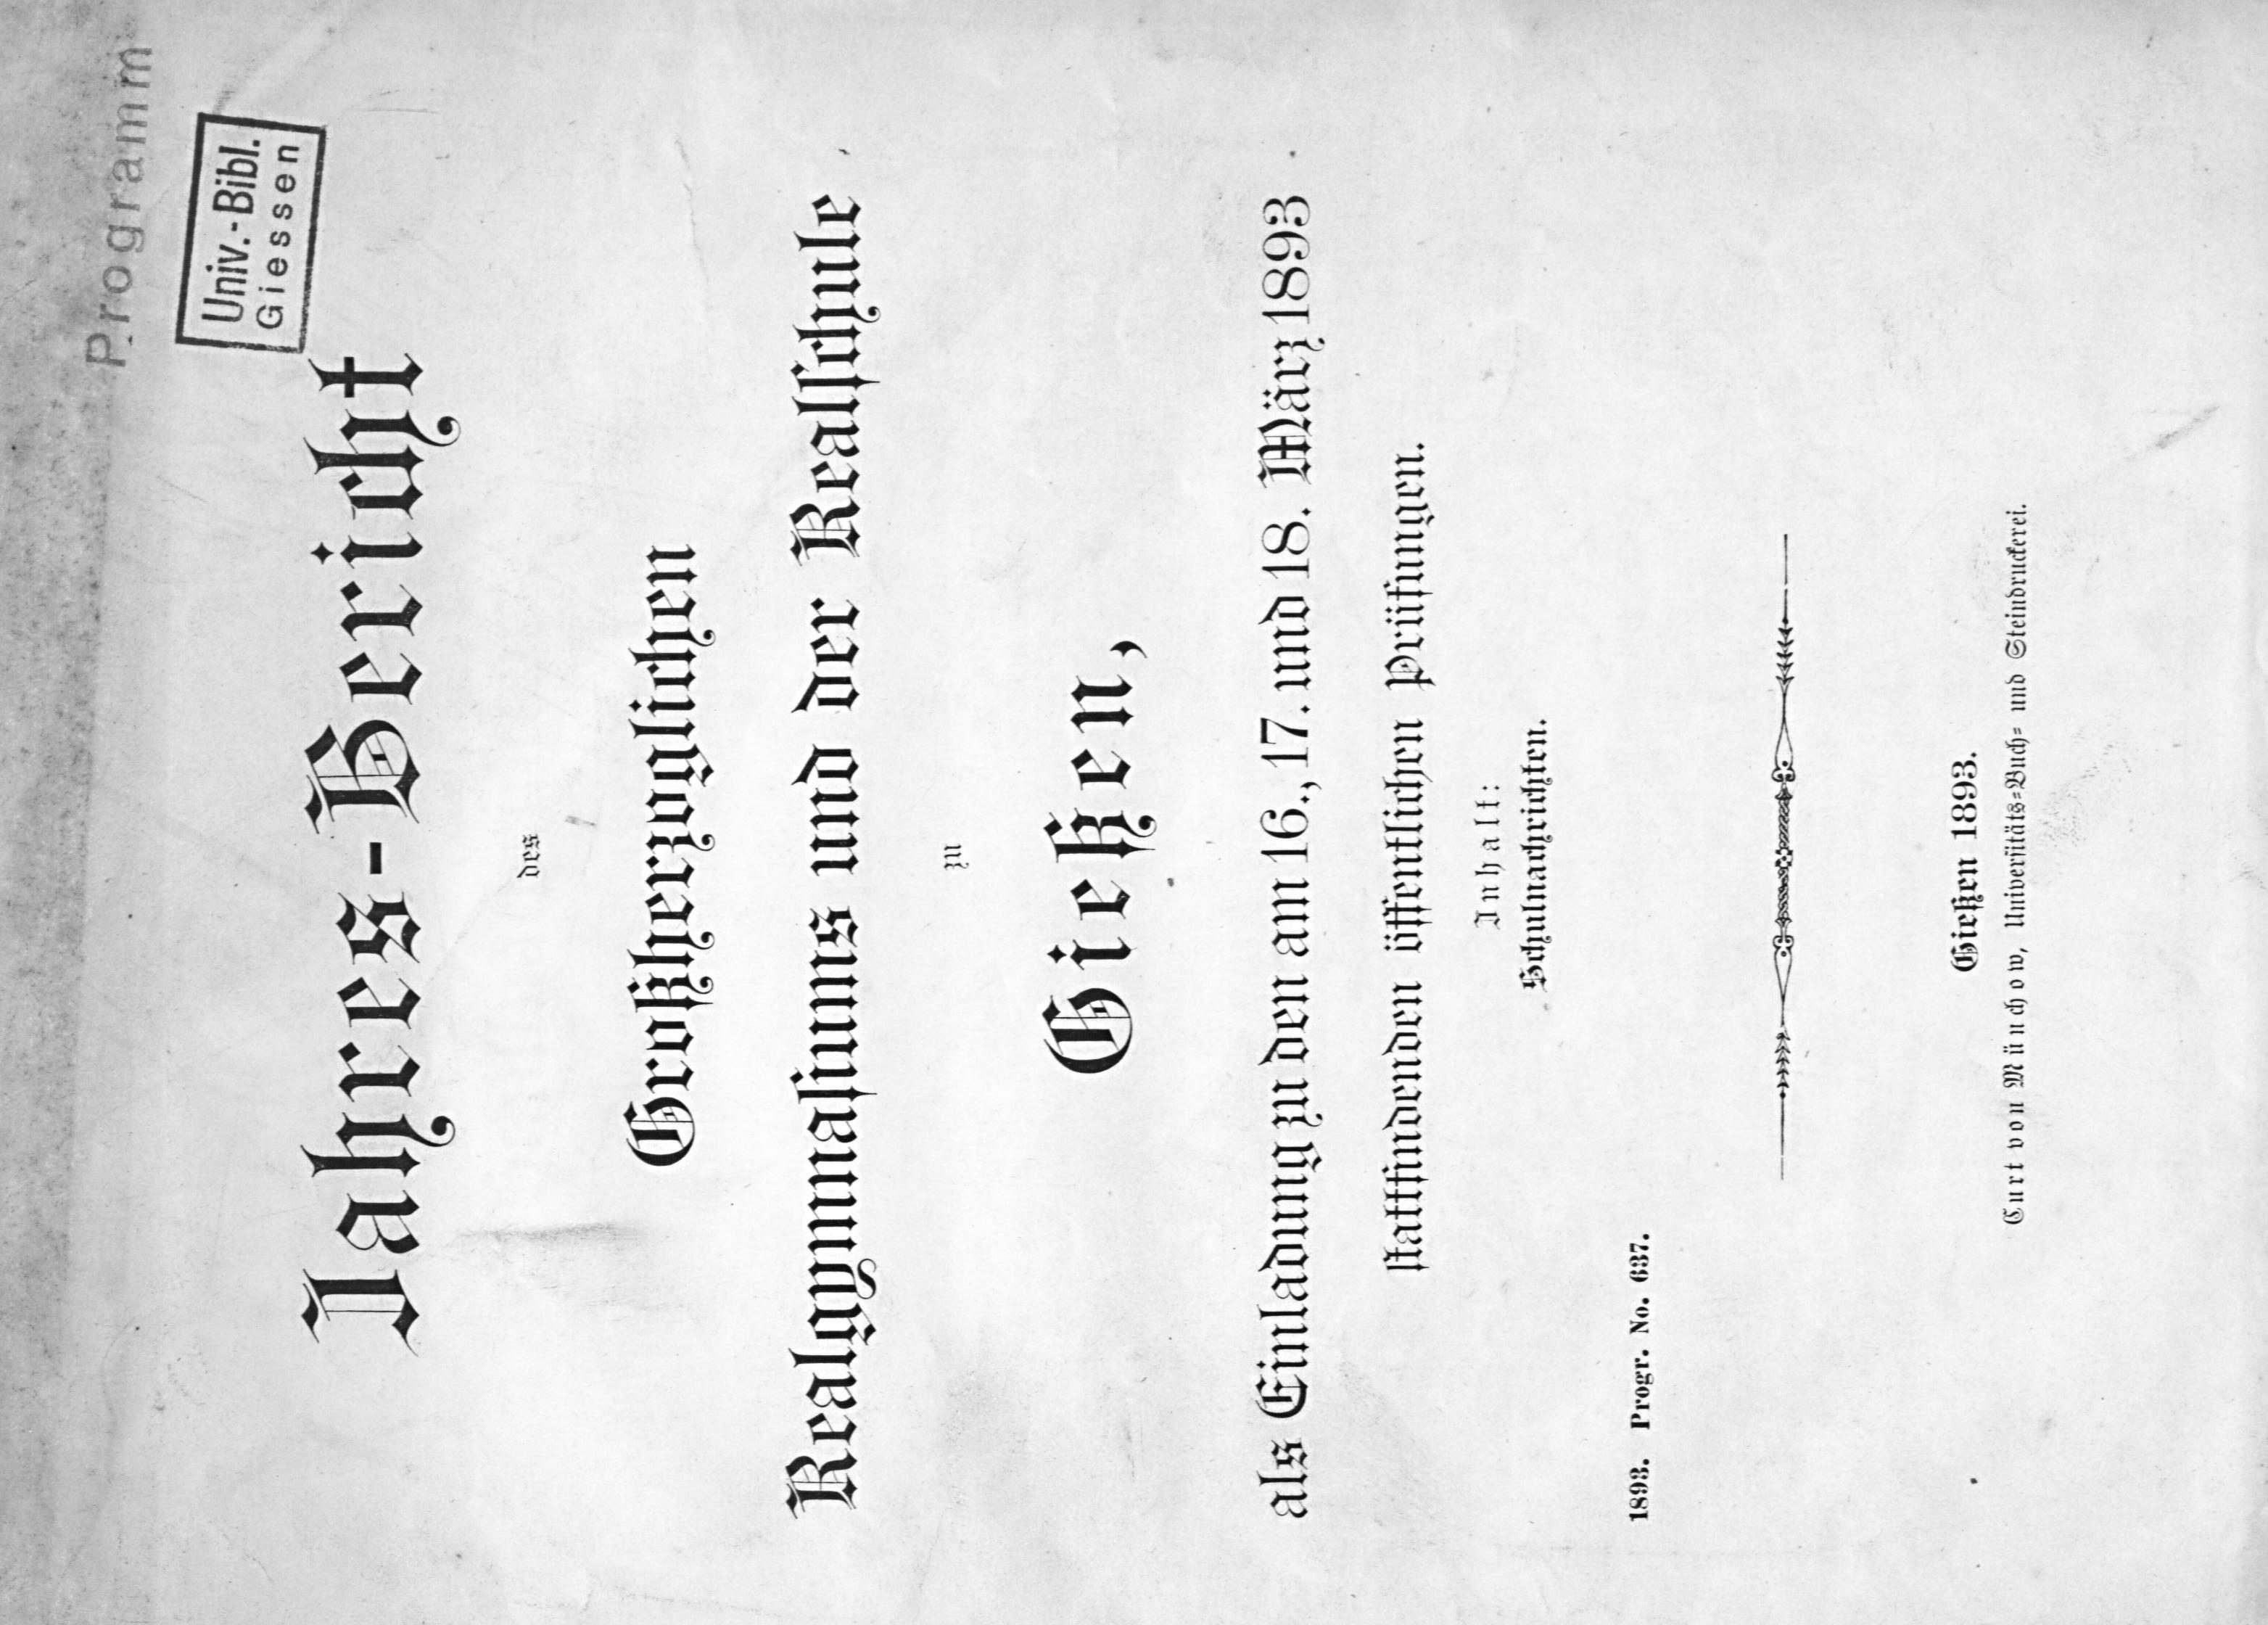 Programm
Univ.-Bibl.
Giessen
Jahres-Bericht
des
Großherzoglichen
Realgymnasiums und der Realschule
zu
Gießen,
als Einladung zu den am 16., 17. und 18. März 1893
stattfindenden öffentlichen Prüfungen.
Inhalt:
Schulnachrichten.
1893. Progr. No. 637.
Gießen 1893.
Curt von Münchow, Universitäts-Buch- und Steindruckerei.